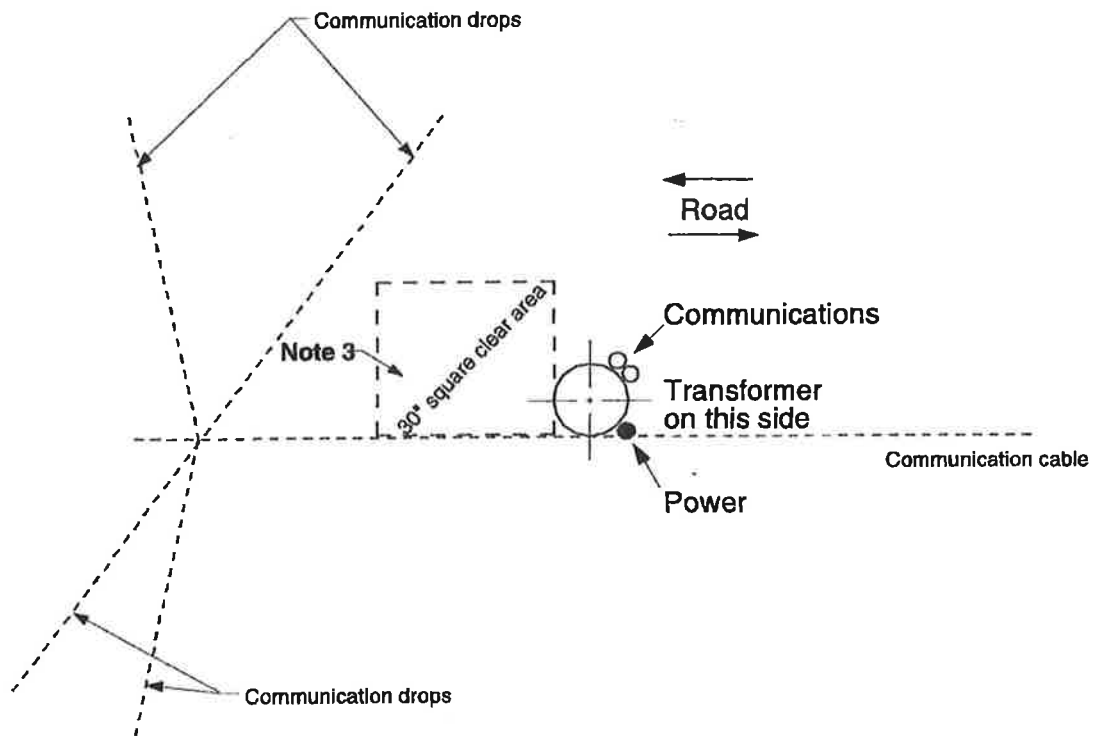 Communication drops
Road
Communications
Note 3
30" square clear area
Transformer
on this side
Communication cable
Power
Communication drops